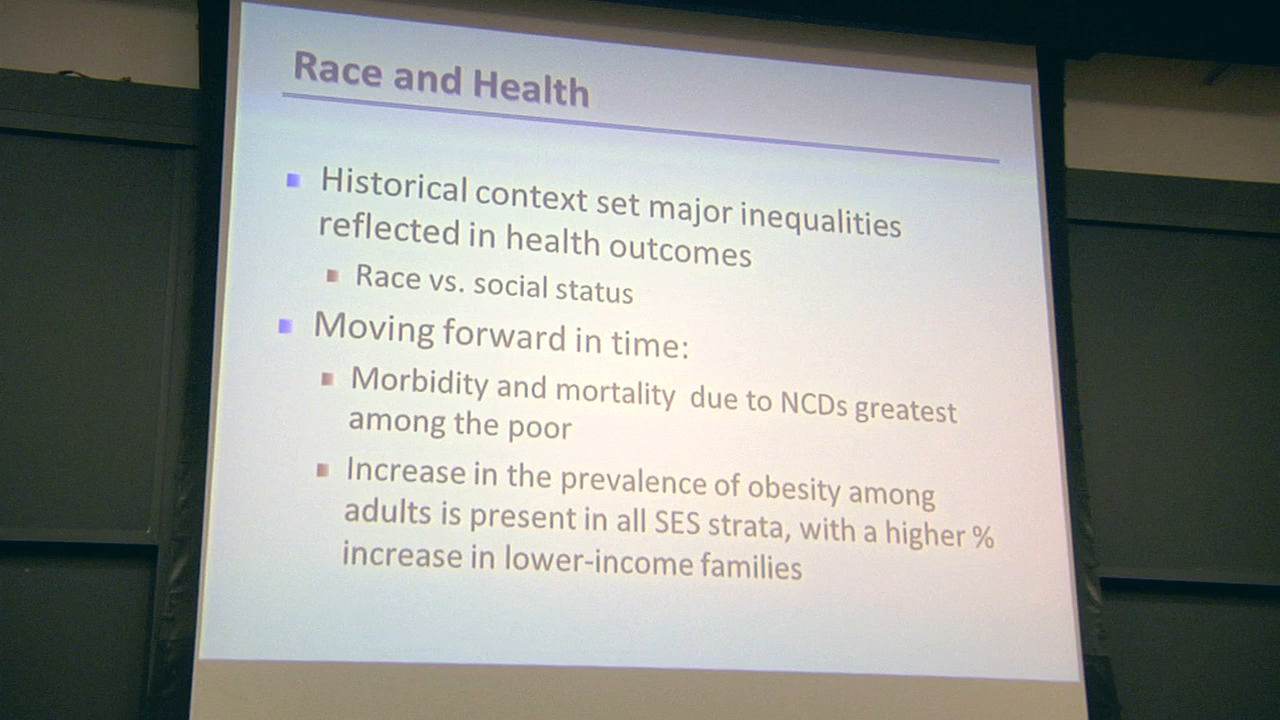 Race and Health
Historical context set major inequalities
reflected in health outcomes
Race vs. social status
Moving forward in time:
Morbidity and mortality due to NCDs greatest
among the poor
Increase in the prevalence of obesity among
adults is present in all SES strata, with a higher %
increase in lower-income families